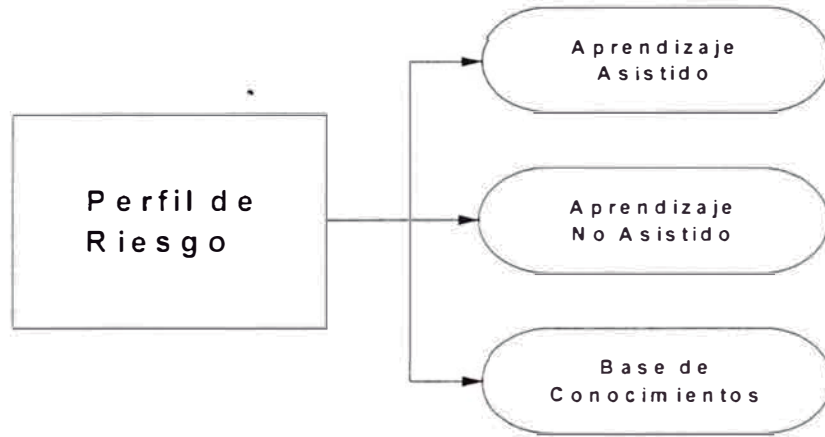 Perfil de
Riesgo
Aprendizaje
Asistido
Aprendizaje
No Asistido
Base de
Conocimientos